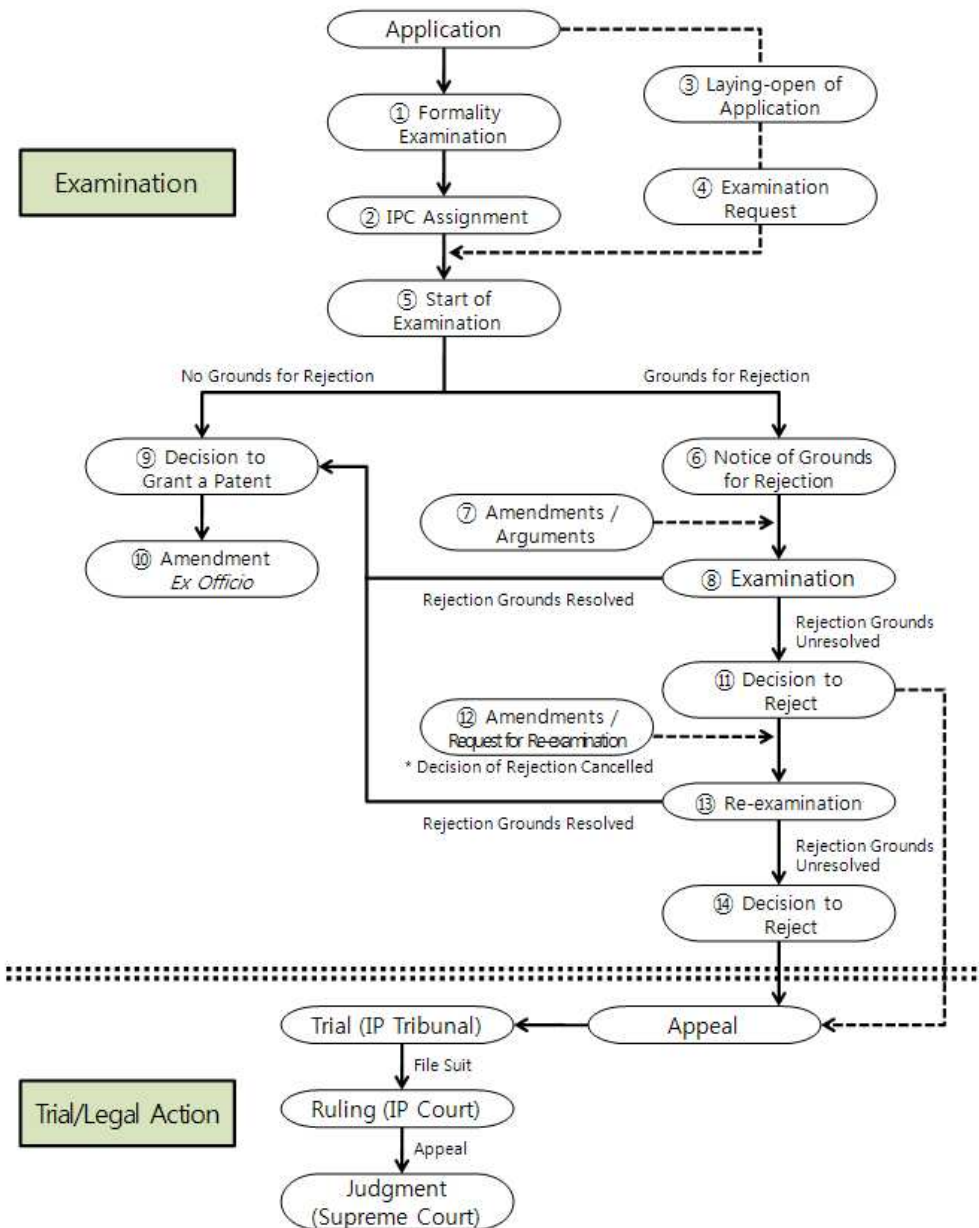 Application
③ Laying-open of
Application
① Formality
Examination
Examination
④ Examination
Request
② IPC Assignment
⑤ Start of
Examination
No Grounds for Rejection
Grounds for Rejection
⑨ Decision to
Grant a Patent
⑥ Notice of Grounds
for Rejection
⑦ Amendments /
Arguments
⑩ Amendment
Ex Officio
⑧ Examination
Rejection Grounds Resolved
Rejection Grounds
Unresolved
⑪ Decision to
Reject
⑫ Amendments /
Request for Re-examination
* Decision of Rejection Cancelled
⑬ Re-examination
Rejection Grounds Resolved
Rejection Grounds
Unresolved
⑭ Decision to
Reject
Trial (IP Tribunal)
Appeal
File Suit
Trial/Legal Action
Ruling (IP Court)
Appeal
Judgment
(Supreme Court)